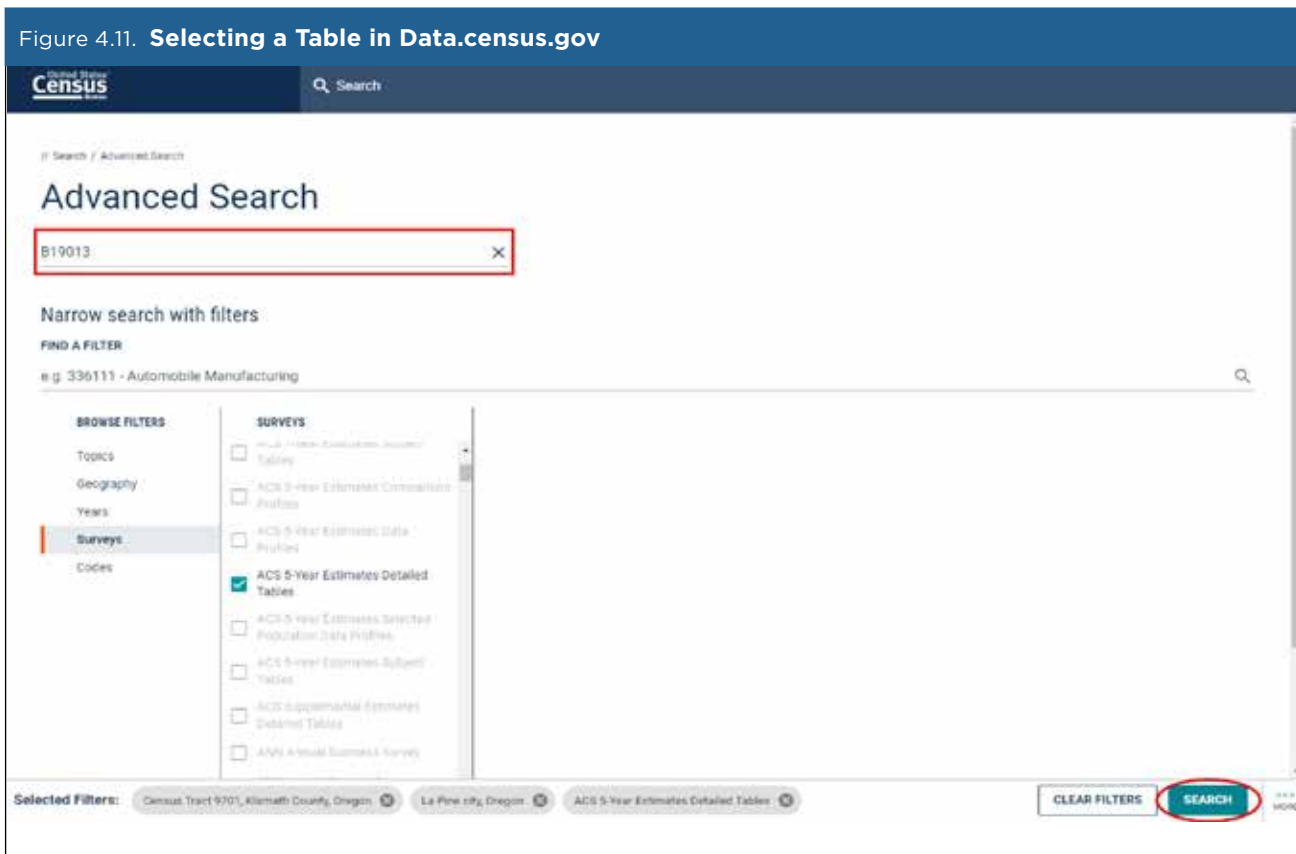 Figure 4.11. Selecting a Table in Data.census.gov
United States
Census
Bureau
Search
// Search / Advanced Search
Advanced Search
B19013
Narrow search with filters
FIND A FILTER
e.g. 336111 - Automobile Manufacturing
BROWSE FILTERS
SURVEYS
Topics
Geography
Years
Surveys
Codes
Tables
ACS 5-Year Estimates Comparison
Profiles
ACS 5-Year Estimates Data
Profiles
ACS 5-Year Estimates Detailed
Tables
ACS 5-Year Estimates Selected
Population Data Profiles
ACS 5-Year Estimates Subject
Tables
ACS Supplemental Estimates
Detailed Tables
ANN Annual Business Survey
Selected Filters:
Census Tract 9701, Klamath County, Oregon
La Pine city, Oregon
ACS 5-Year Estimates Detailed Tables
CLEAR FILTERS
SEARCH
MORE